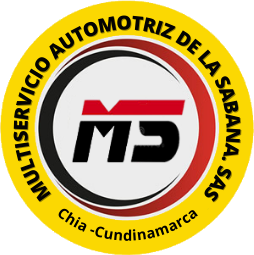 MULTISERVICIO AUTOMOTRIZ DE LA SABANA. SAS
MS
Chia -Cundinamarca